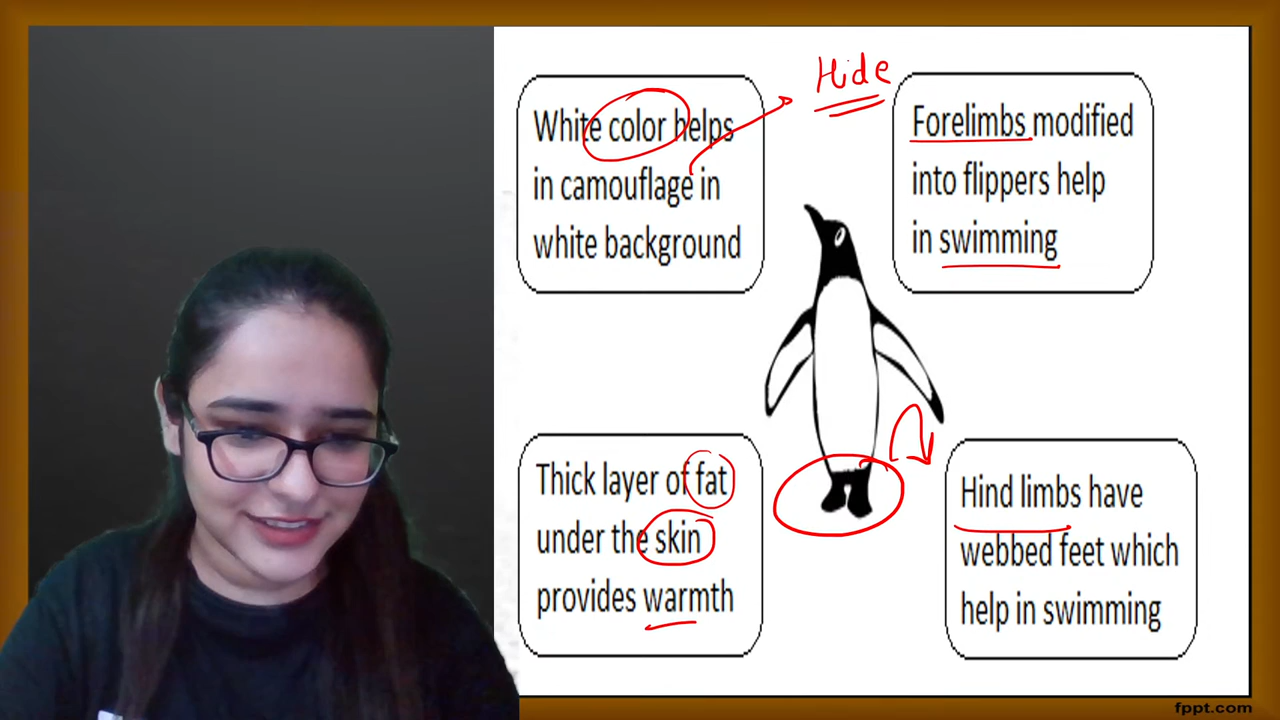 Hide
White color helps
in camouflage in
white background
Forelimbs modified
into flippers help
in swimming
Thick layer of fat
under the skin
provides warmth
Hind limbs have
webbed feet which
help in swimming
fppt.com